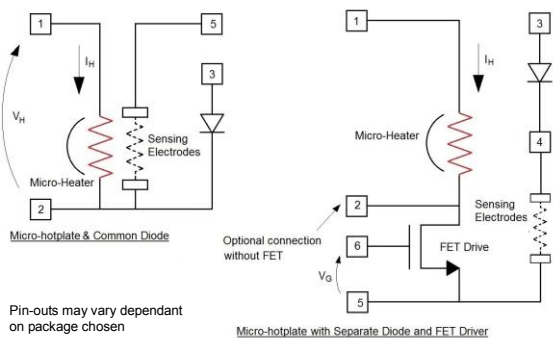 1
5
3
I_H
V_H
Sensing
Electrodes
Micro-Heater
2
Micro-hotplate & Common Diode
Pin-outs may vary dependant
on package chosen
1
3
I_H
Micro-Heater
4
2
Sensing
Electrodes
Optional connection
without FET
6
FET Drive
V_G
5
Micro-hotplate with Separate Diode and FET Driver